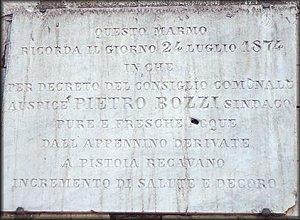 QUESTO MARMO
RICORDA IL GIORNO 24 LUGLIO 1874
IN CHE
PER DECRETO DEL CONSIGLIO COMUNALE
AUSPICE PIETRO BOZZI SINDACO
PURE E FRESCHE ACQUE
DALL'APPENNINO DERIVATE
A PISTOIA RECAVANO
INCREMENTO DI SALUTE E DECORO